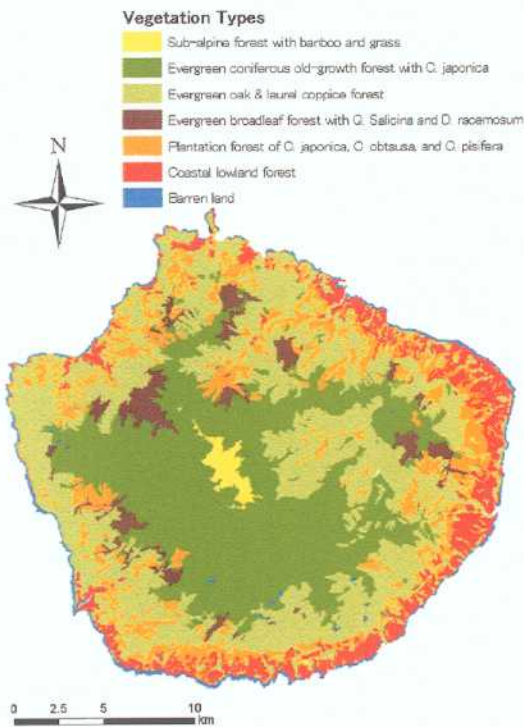 Vegetation Types
Sub-alpine forest with banboo and grass
Evergreen coniferous old-growth forest with C. japonica
Evergreen oak & laurel coppice forest
Evergreen broadleaf forest with Q. Salicina and D. racemosum
Plantation forest of C. japonica, C. obtsusa, and C. pisifera
Coastal lowland forest
Barren land
N
0 2.5 5 10
km